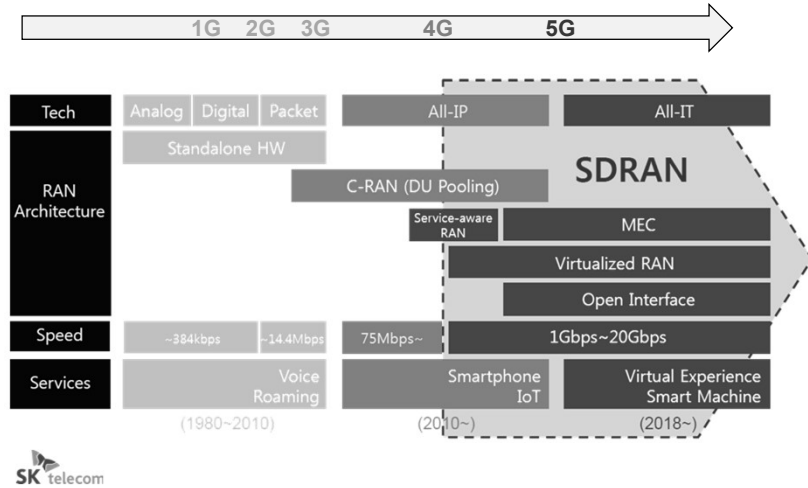 1G 2G 3G 4G 5G
Tech Analog Digital Packet All-IP All-IT
RAN
Architecture
Standalone HW
SDRAN
C-RAN (DU Pooling)
Service-aware
RAN
MEC
Virtualized RAN
Open Interface
Speed ~384kbps ~14.4Mbps 75Mbps~ 1Gbps~20Gbps
Services
Voice
Roaming
Smartphone
IoT
Virtual Experience
Smart Machine
(1980~2010) (2010~) (2018~)
SK telecom